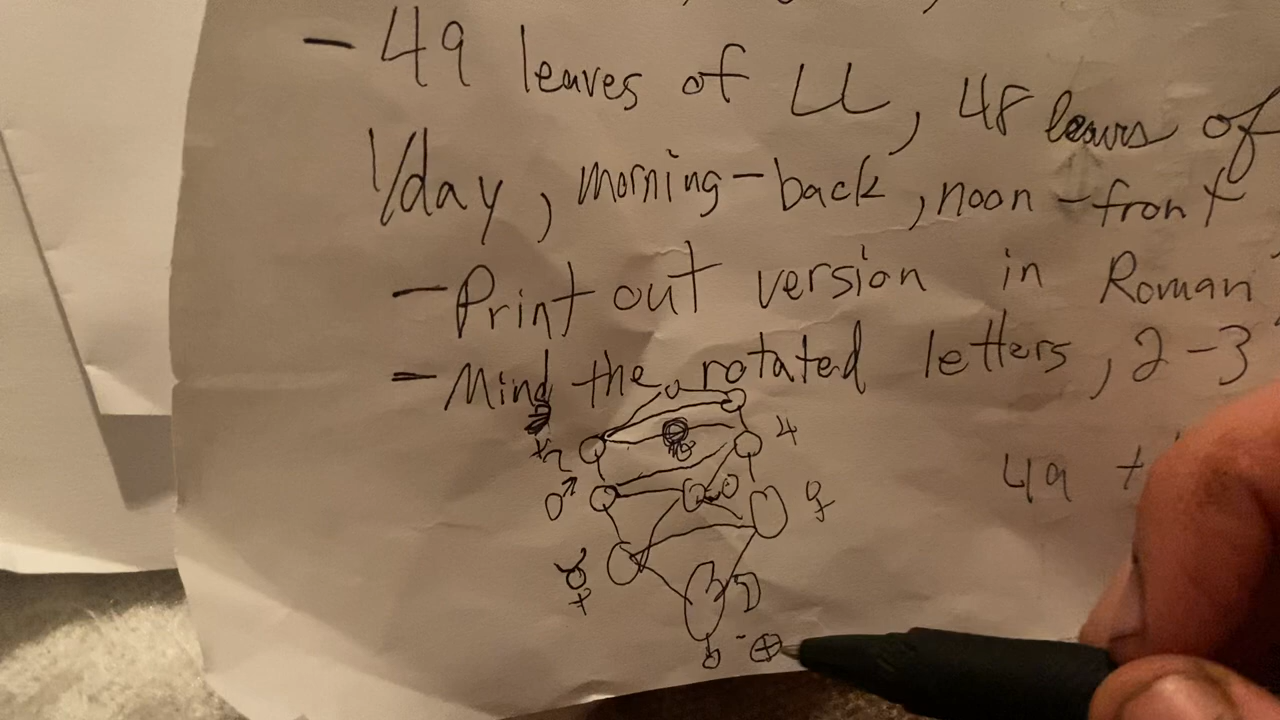 - 49 leaves of LL, 48 leaves of
1/day, morning-back, noon-front
- Print out version in Roman
- Mind the rotated letters, 2-3
49 +
♄
♃
♂
♀
☿
⊕